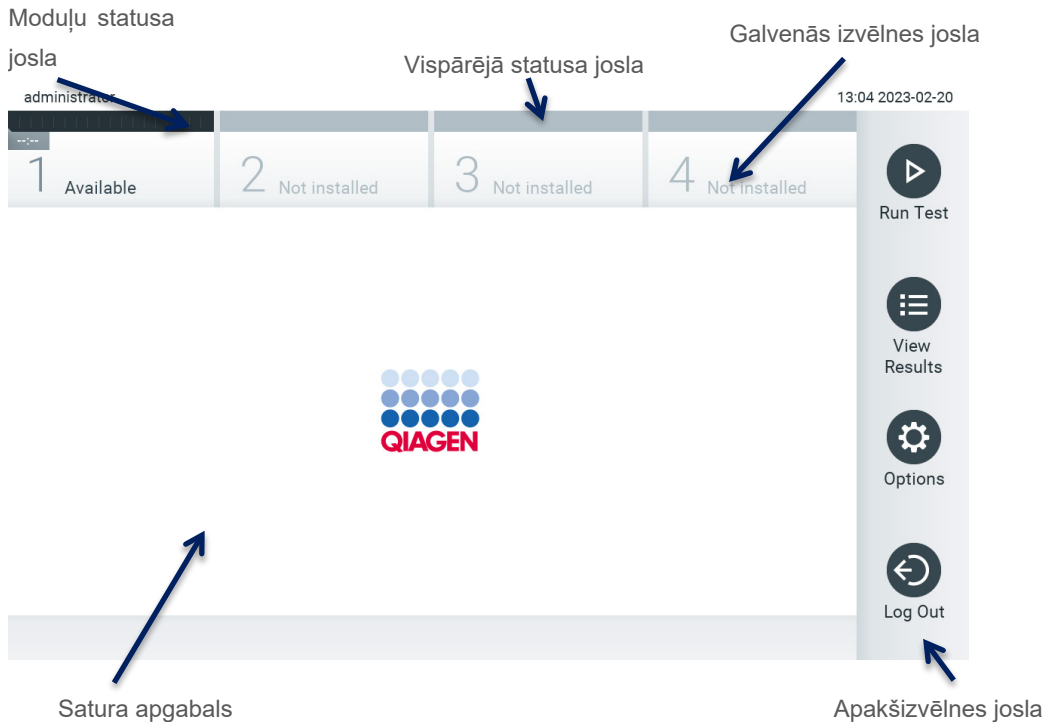 Moduļu statusa
josla
Vispārējā statusa josla
Galvenās izvēlnes josla
administrator
13:04 2023-02-20
--:--
1 Available
2 Not installed
3 Not installed
4 Not installed
Run Test
View
Results
QIAGEN
Options
Log Out
Satura apgabals
Apakšizvēlnes josla